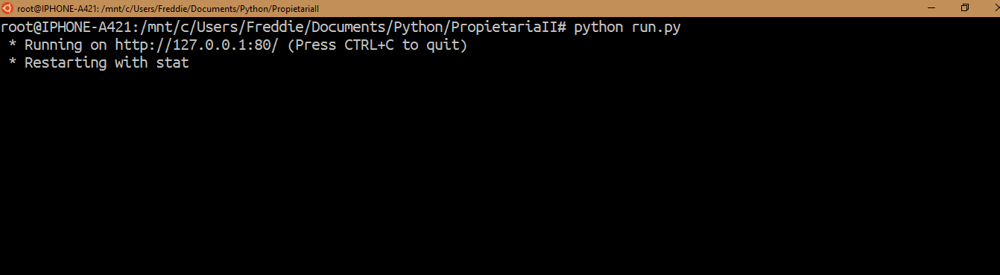 root@IPHONE-A421: /mnt/c/Users/Freddie/Documents/Python/PropietariaII
root@IPHONE-A421:/mnt/c/Users/Freddie/Documents/Python/PropietariaII# python run.py
 * Running on http://127.0.0.1:80/ (Press CTRL+C to quit)
 * Restarting with stat